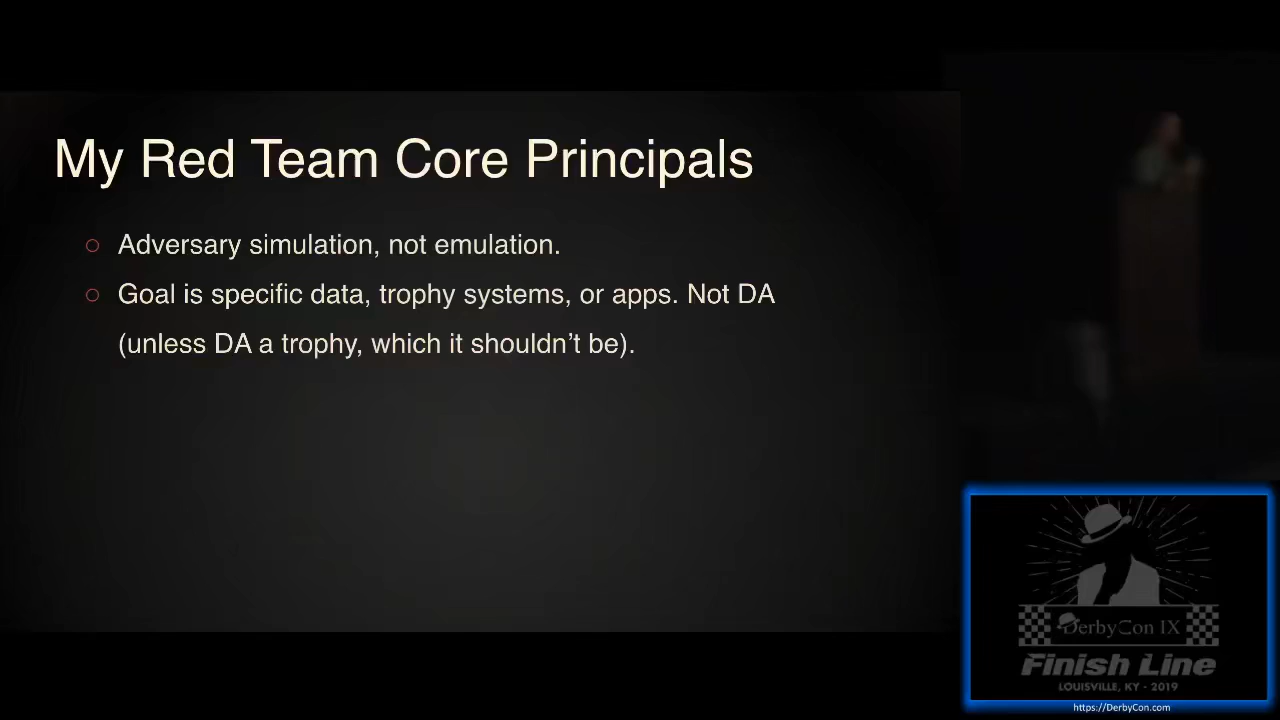 My Red Team Core Principals
○ Adversary simulation, not emulation.
○ Goal is specific data, trophy systems, or apps. Not DA
(unless DA a trophy, which it shouldn’t be).
DerbyCon IX
Finish Line
LOUISVILLE, KY - 2019
https://DerbyCon.com